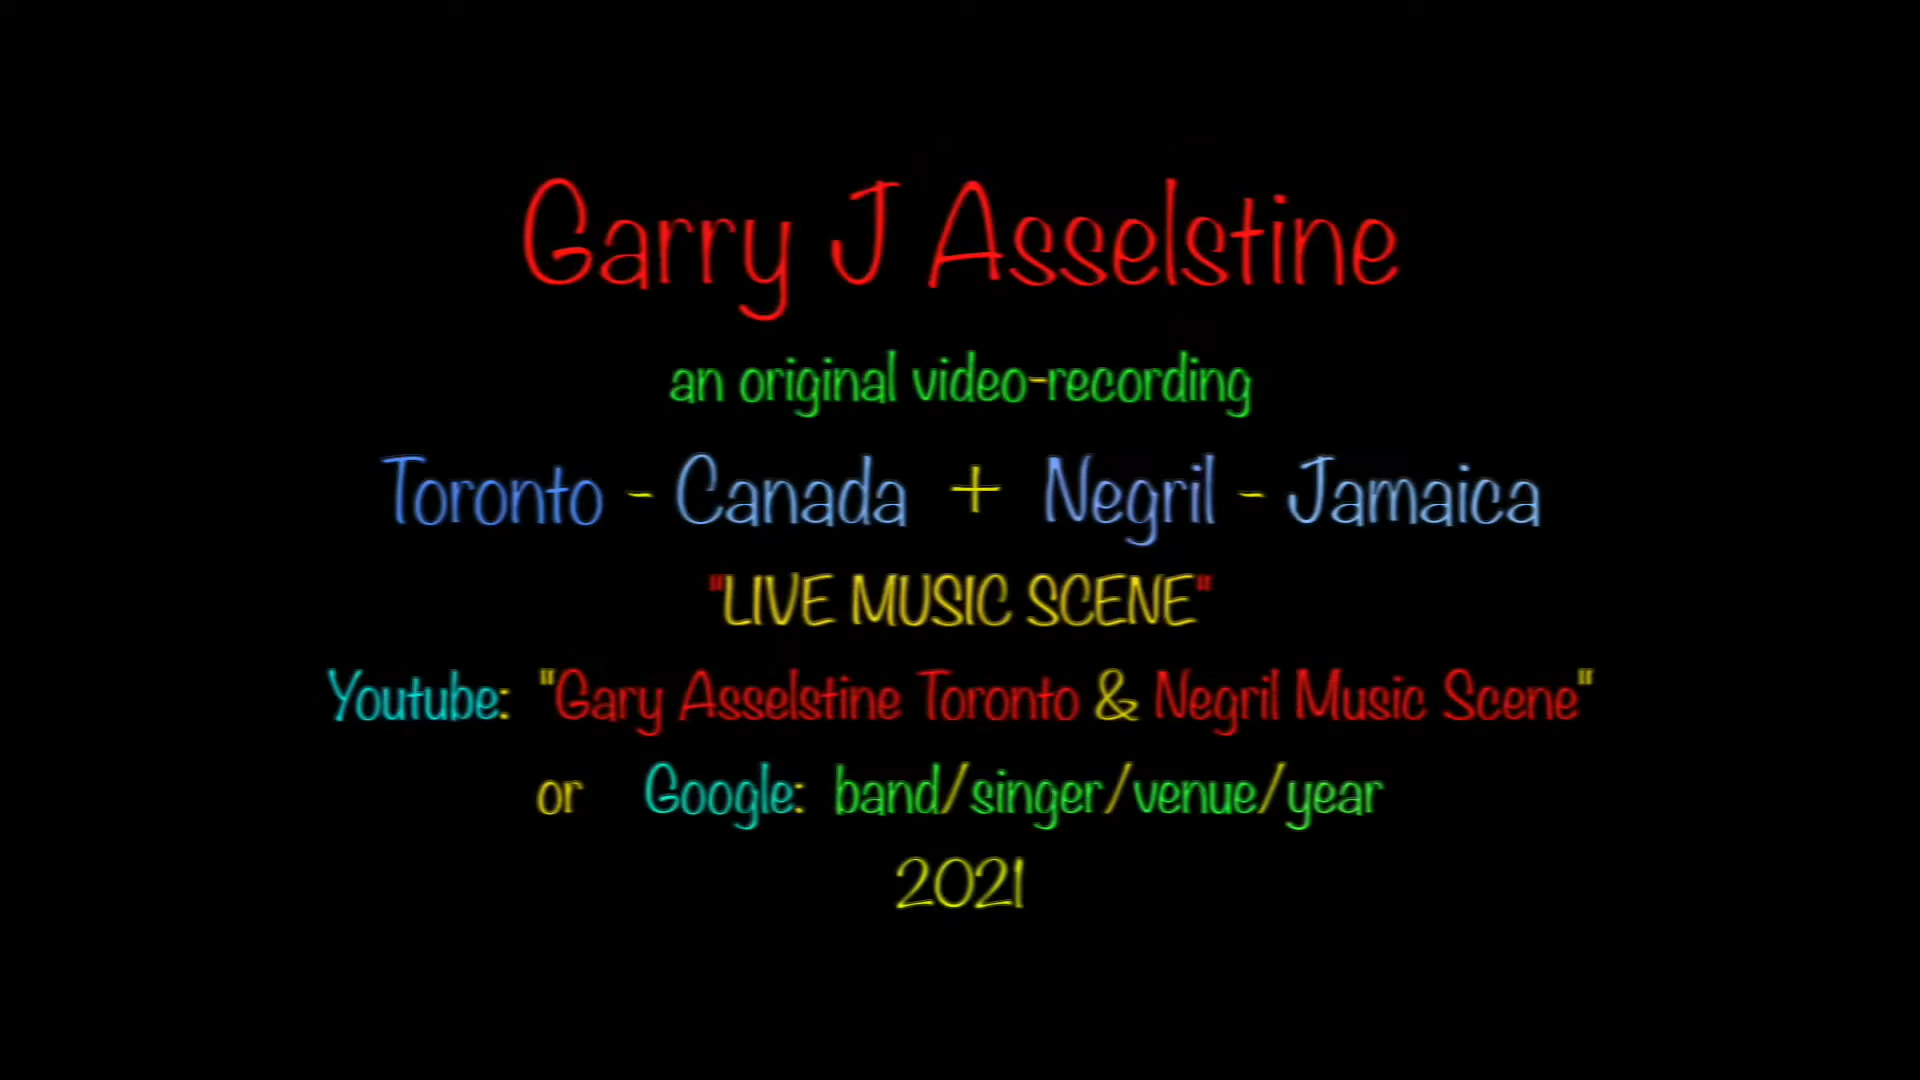 Garry J Asselstine
an original video-recording
Toronto - Canada + Negril - Jamaica
"LIVE MUSIC SCENE"
Youtube: "Gary Asselstine Toronto & Negril Music Scene"
or Google: band/singer/venue/year
2021